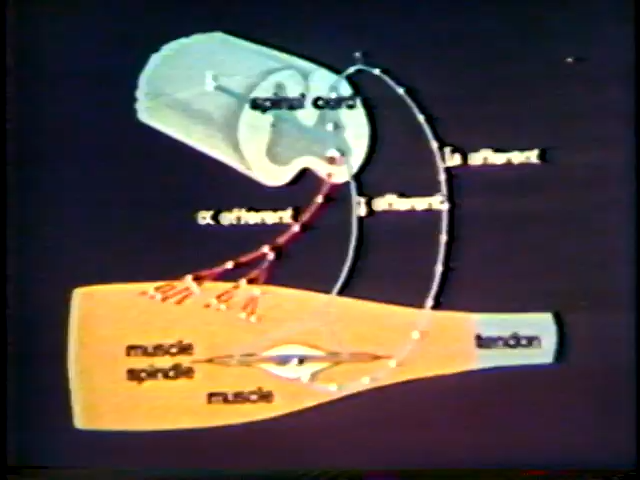 spinal cord
Ia afferent
α efferent
γ efferent
muscle
spindle
muscle
tendon